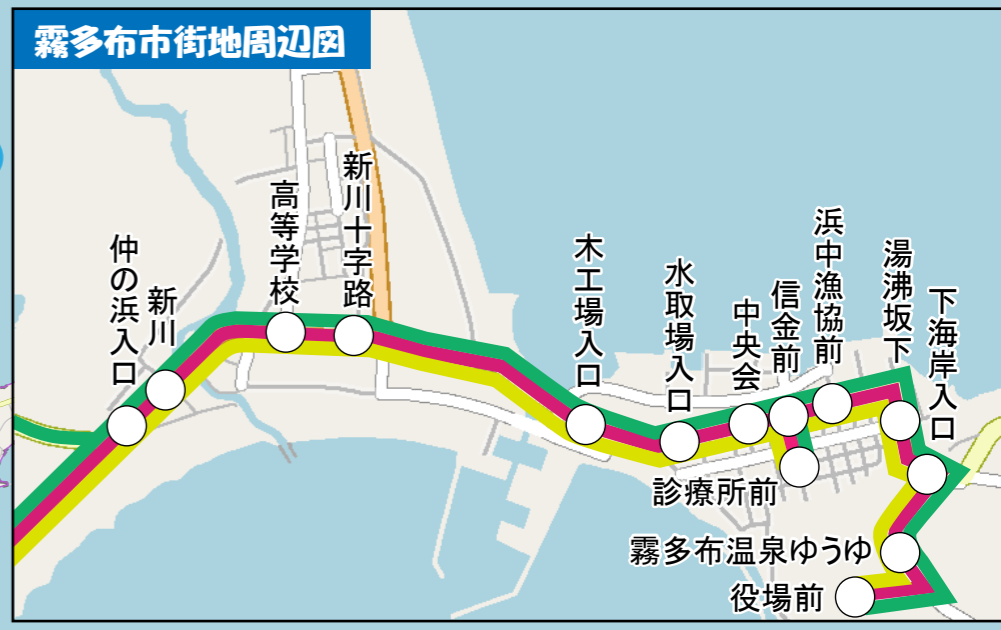 霧多布市街地周辺図
仲の浜入口
新川
高等学校
新川十字路
木工場入口
水取場入口
中央会
信金前
浜中漁協前
湯沸坂下
下海岸入口
診療所前
霧多布温泉ゆうゆ
役場前